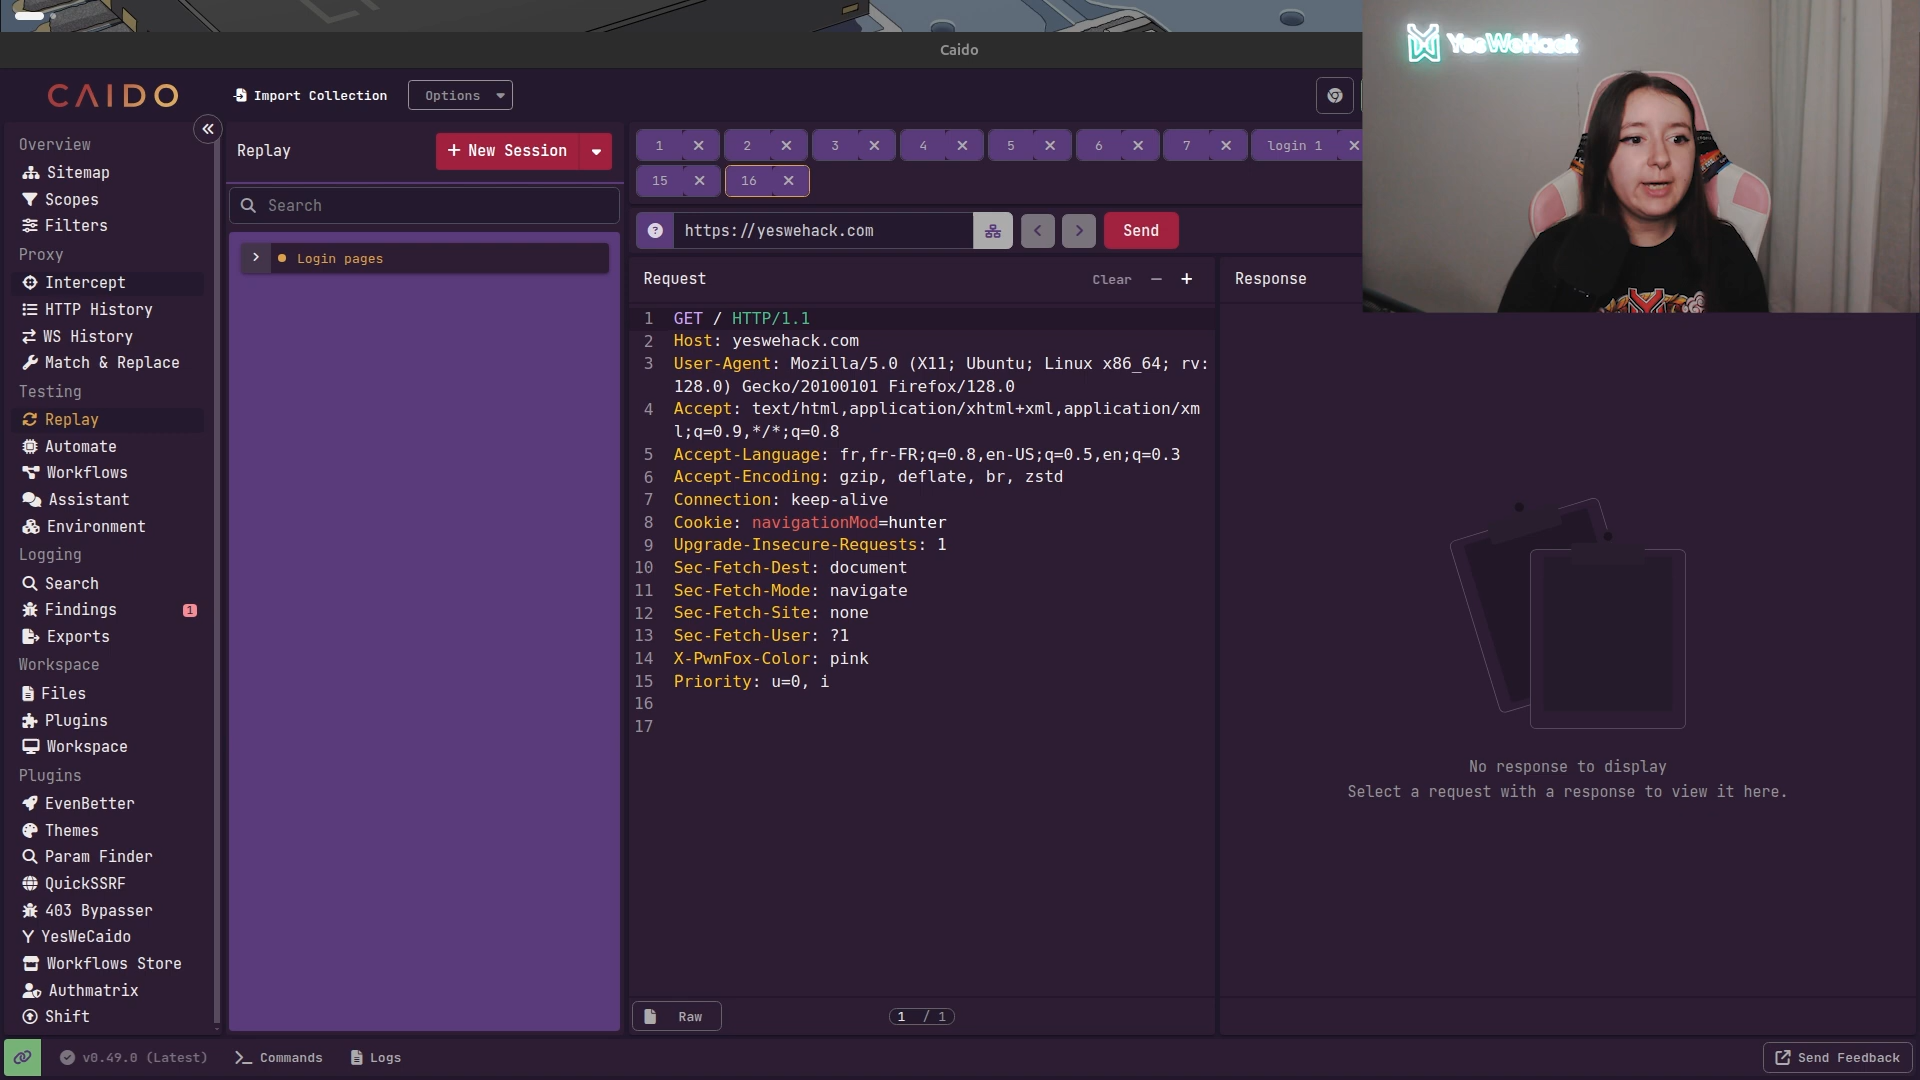 Caido
YesWeHack
CAIDO
Import Collection
Options
Overview
Sitemap
Scopes
Filters
Proxy
Intercept
HTTP History
WS History
Match & Replace
Testing
Replay
Automate
Workflows
Assistant
Environment
Logging
Search
Findings 1
Exports
Workspace
Files
Plugins
Workspace
Plugins
EvenBetter
Themes
Param Finder
QuickSSRF
403 Bypasser
YesWeCaido
Workflows Store
Authmatrix
Shift
Replay
+ New Session
Search
Login pages
1 2 3 4 5 6 7 login 1
15 16
https://yeswehack.com
Send
Request
Clear
Response
1 GET / HTTP/1.1
2 Host: yeswehack.com
3 User-Agent: Mozilla/5.0 (X11; Ubuntu; Linux x86_64; rv:
128.0) Gecko/20100101 Firefox/128.0
4 Accept: text/html,application/xhtml+xml,application/xm
l;q=0.9,*/*;q=0.8
5 Accept-Language: fr,fr-FR;q=0.8,en-US;q=0.5,en;q=0.3
6 Accept-Encoding: gzip, deflate, br, zstd
7 Connection: keep-alive
8 Cookie: navigationMod=hunter
9 Upgrade-Insecure-Requests: 1
10 Sec-Fetch-Dest: document
11 Sec-Fetch-Mode: navigate
12 Sec-Fetch-Site: none
13 Sec-Fetch-User: ?1
14 X-PwnFox-Color: pink
15 Priority: u=0, i
16
17
No response to display
Select a request with a response to view it here.
Raw
1 / 1
v0.49.0 (Latest)
Commands
Logs
Send Feedback